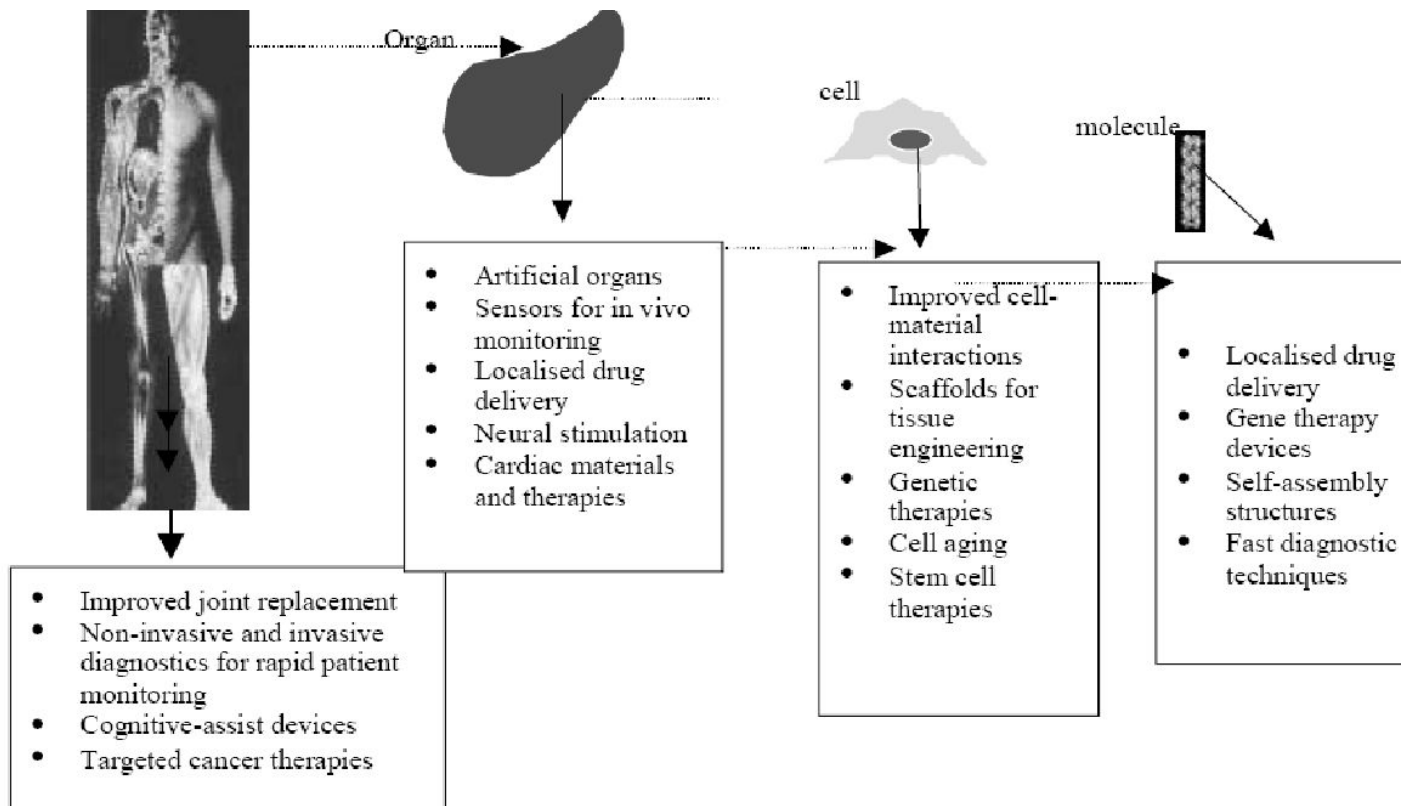 Organ
cell
molecule
• Artificial organs
• Sensors for in vivo
monitoring
• Localised drug
delivery
• Neural stimulation
• Cardiac materials
and therapies
• Improved cell-
material
interactions
• Scaffolds for
tissue
engineering
• Genetic
therapies
• Cell aging
• Stem cell
therapies
• Localised drug
delivery
• Gene therapy
devices
• Self-assembly
structures
• Fast diagnostic
techniques
• Improved joint replacement
• Non-invasive and invasive
diagnostics for rapid patient
monitoring
• Cognitive-assist devices
• Targeted cancer therapies